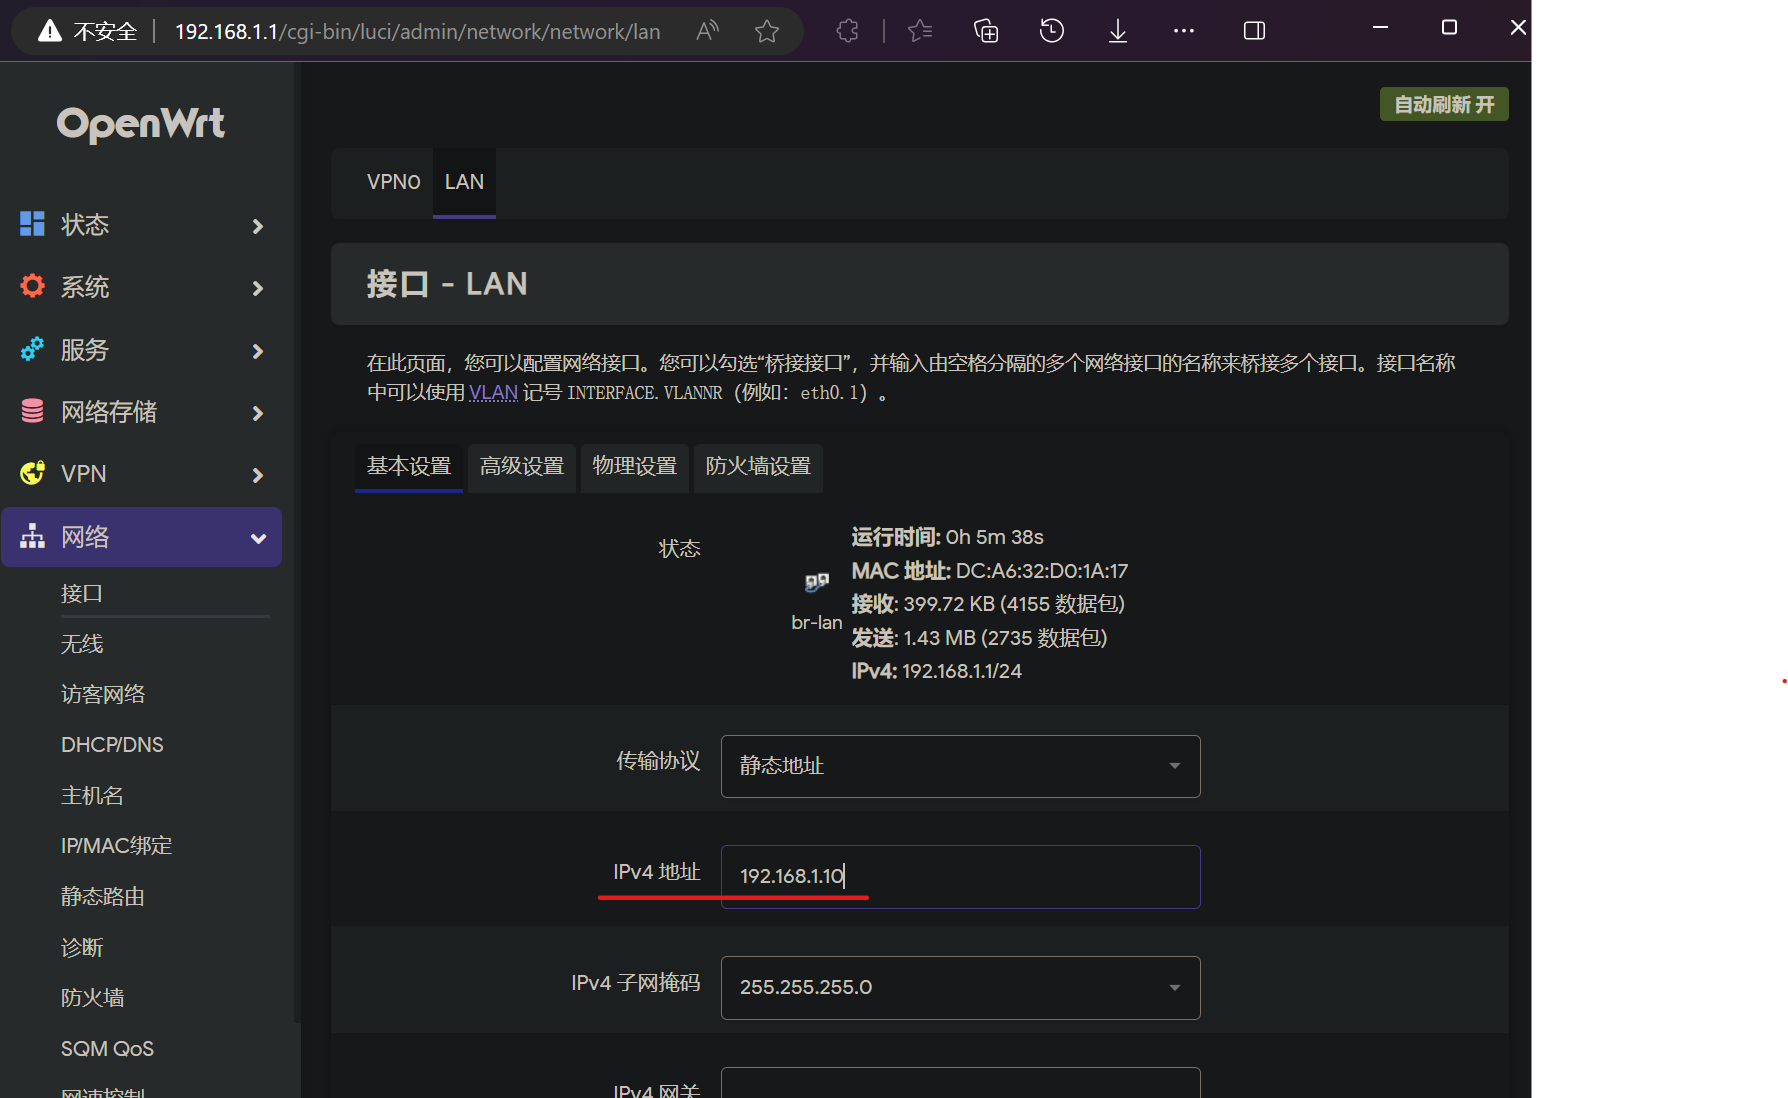 不安全 192.168.1.1/cgi-bin/luci/admin/network/network/lan
OpenWrt
自动刷新 开
VPN0 LAN
状态
系统
服务
网络存储
VPN
网络
接口
无线
访客网络
DHCP/DNS
主机名
IP/MAC绑定
静态路由
诊断
防火墙
SQM QoS
网速控制
接口 - LAN
在此页面，您可以配置网络接口。您可以勾选“桥接接口”，并输入由空格分隔的多个网络接口的名称来桥接多个接口。接口名称
中可以使用 VLAN 记号 INTERFACE.VLANNR（例如：eth0.1）。
基本设置 高级设置 物理设置 防火墙设置
状态
br-lan
运行时间: 0h 5m 38s
MAC 地址: DC:A6:32:D0:1A:17
接收: 399.72 KB (4155 数据包)
发送: 1.43 MB (2735 数据包)
IPv4: 192.168.1.1/24
传输协议 静态地址
IPv4 地址 192.168.1.10
IPv4 子网掩码 255.255.255.0
IPv4 网关